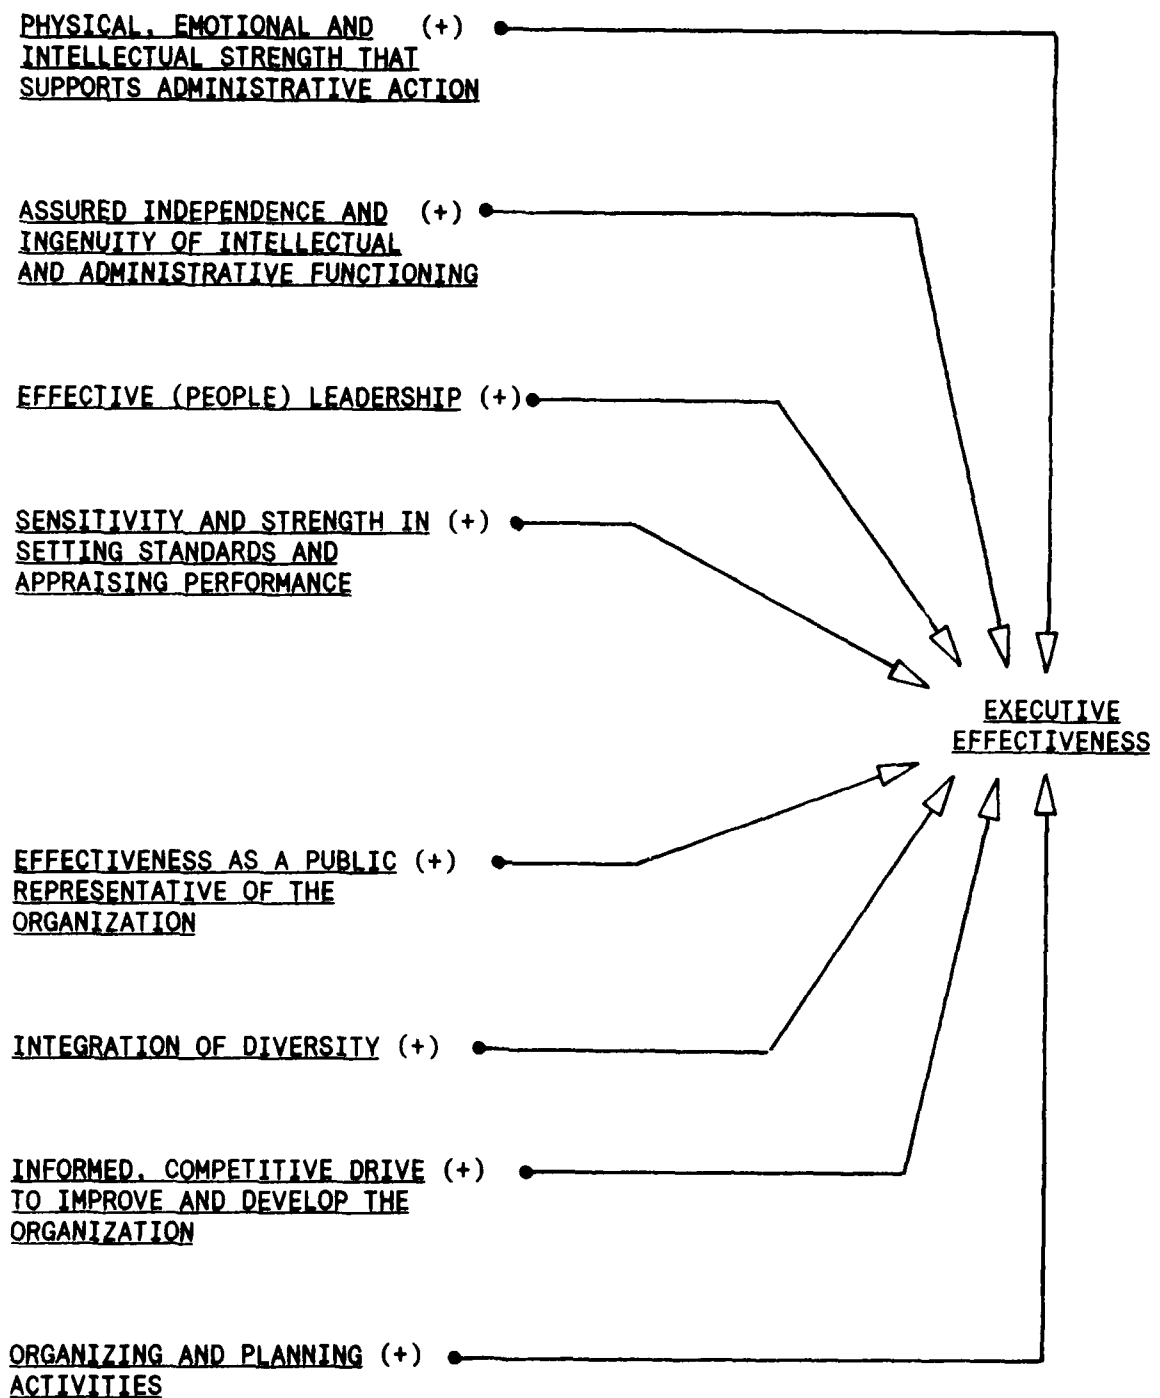 PHYSICAL, EMOTIONAL AND (+)
INTELLECTUAL STRENGTH THAT
SUPPORTS ADMINISTRATIVE ACTION
ASSURED INDEPENDENCE AND (+)
INGENUITY OF INTELLECTUAL
AND ADMINISTRATIVE FUNCTIONING
EFFECTIVE (PEOPLE) LEADERSHIP (+)
SENSITIVITY AND STRENGTH IN (+)
SETTING STANDARDS AND
APPRAISING PERFORMANCE
EXECUTIVE
EFFECTIVENESS
EFFECTIVENESS AS A PUBLIC (+)
REPRESENTATIVE OF THE
ORGANIZATION
INTEGRATION OF DIVERSITY (+)
INFORMED, COMPETITIVE DRIVE (+)
TO IMPROVE AND DEVELOP THE
ORGANIZATION
ORGANIZING AND PLANNING (+)
ACTIVITIES